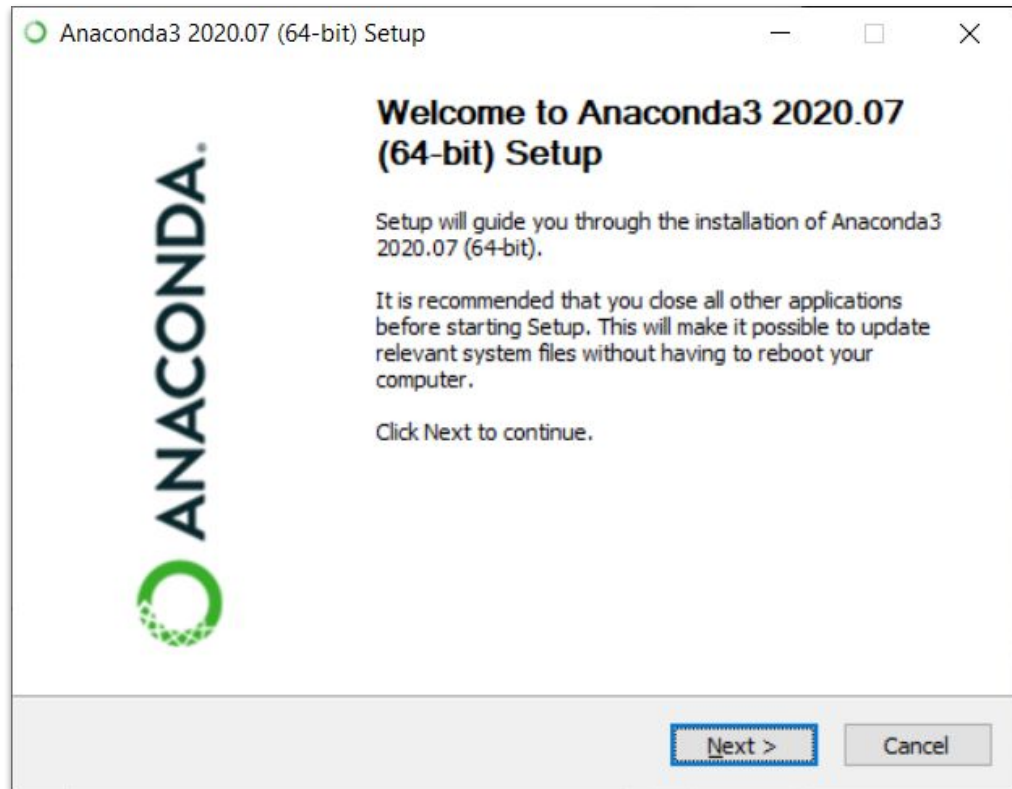 Anaconda3 2020.07 (64-bit) Setup
ANACONDA.
Welcome to Anaconda3 2020.07
(64-bit) Setup
Setup will guide you through the installation of Anaconda3
2020.07 (64-bit).
It is recommended that you close all other applications
before starting Setup. This will make it possible to update
relevant system files without having to reboot your
computer.
Click Next to continue.
Next >
Cancel